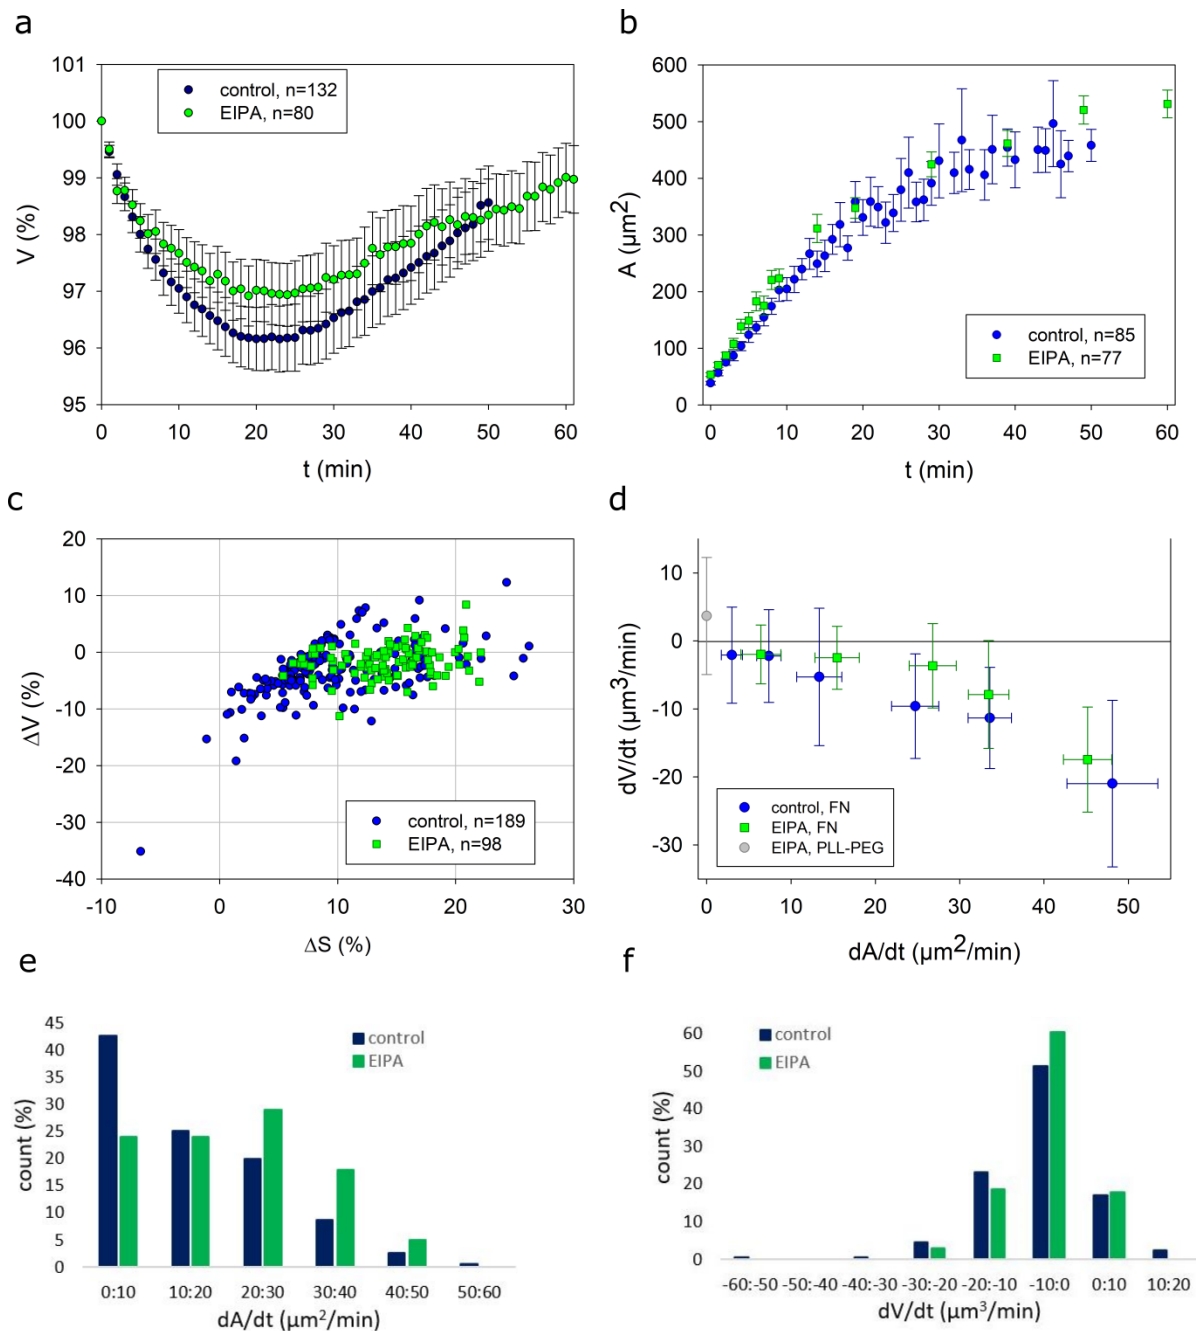 a
101
100
99
98
97
96
95
V (%)
control, n=132
EIPA, n=80
0 10 20 30 40 50 60
t (min)
b
600
500
400
300
200
100
0
A (µm²)
control, n=85
EIPA, n=77
0 10 20 30 40 50 60
t (min)
c
20
10
0
-10
-20
-30
-40
ΔV (%)
control, n=189
EIPA, n=98
-10 0 10 20 30
ΔS (%)
d
10
0
-10
-20
-30
dV/dt (µm³/min)
control, FN
EIPA, FN
EIPA, PLL-PEG
0 10 20 30 40 50
dA/dt (µm²/min)
e
45
40
35
30
25
20
15
10
5
0
count (%)
control
EIPA
0:10 10:20 20:30 30:40 40:50 50:60
dA/dt (µm²/min)
f
60
50
40
30
20
10
0
count (%)
control
EIPA
-60:-50 -50:-40 -40:-30 -30:-20 -20:-10 -10:0 0:10 10:20
dV/dt (µm³/min)